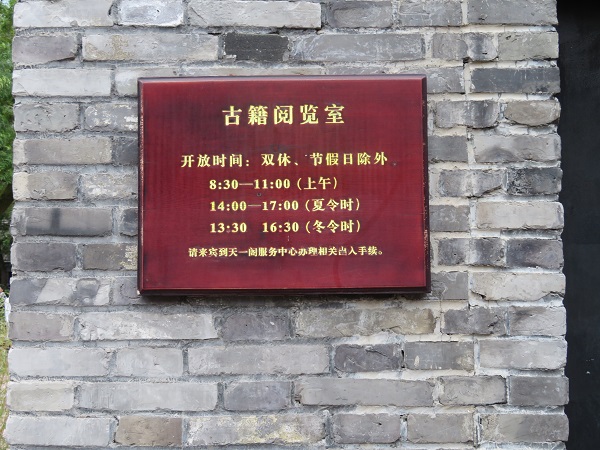 古籍阅览室
开放时间：双休、节假日除外
8:30—11:00（上午）
14:00—17:00（夏令时）
13:30 16:30（冬令时）
请来宾到天一阁服务中心办理相关出入手续。